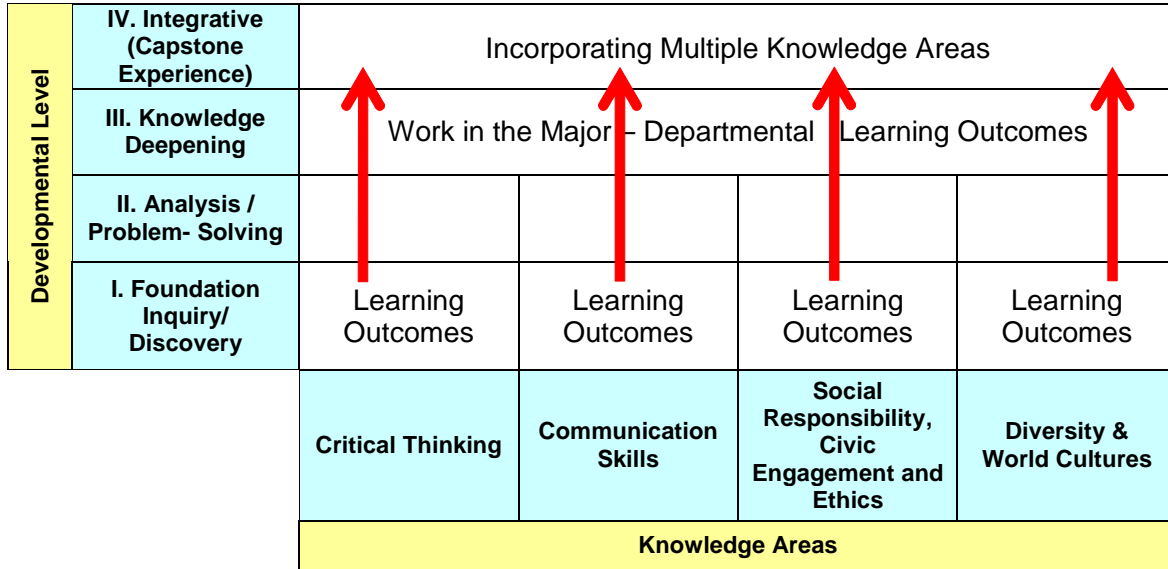 Developmental Level
IV. Integrative
(Capstone
Experience)
Incorporating Multiple Knowledge Areas
III. Knowledge
Deepening
Work in the Major – Departmental Learning Outcomes
II. Analysis /
Problem- Solving
I. Foundation
Inquiry/
Discovery
Learning
Outcomes
Learning
Outcomes
Learning
Outcomes
Learning
Outcomes
Critical Thinking
Communication
Skills
Social
Responsibility,
Civic
Engagement and
Ethics
Diversity &
World Cultures
Knowledge Areas